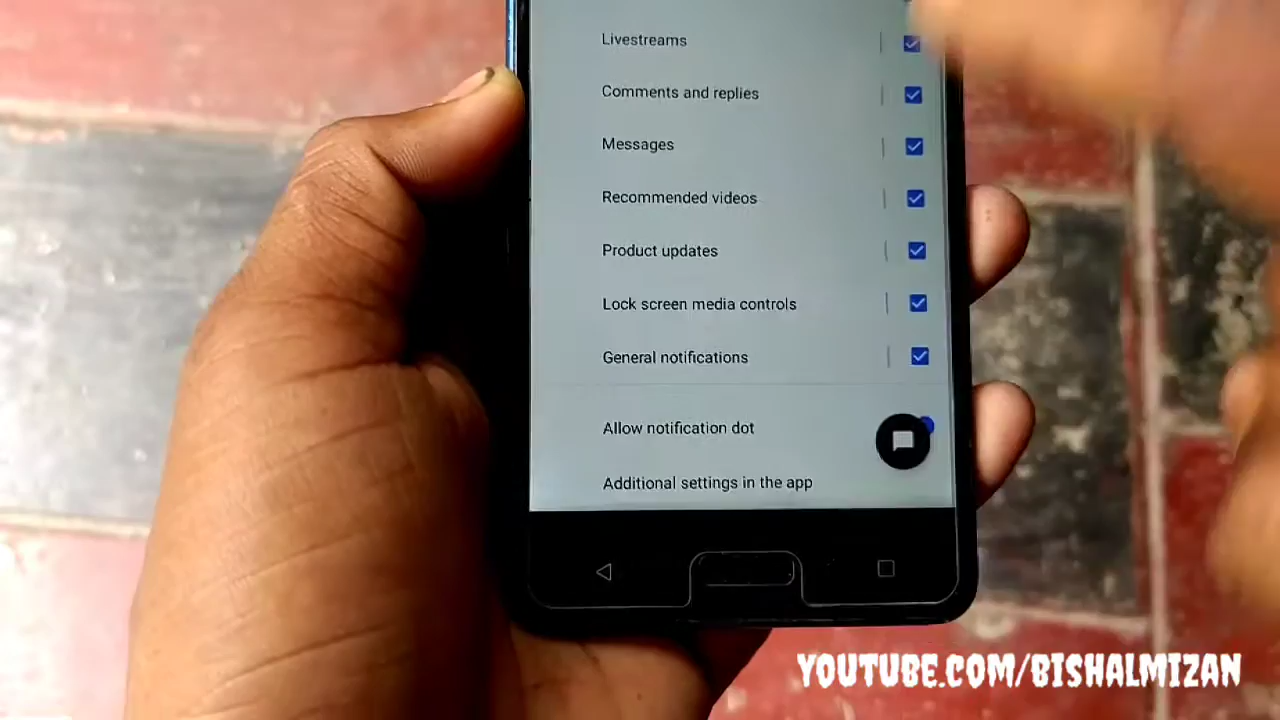 Livestreams
Comments and replies
Messages
Recommended videos
Product updates
Lock screen media controls
General notifications
Allow notification dot
Additional settings in the app
YOUTUBE.COM/BISHALMIZAN